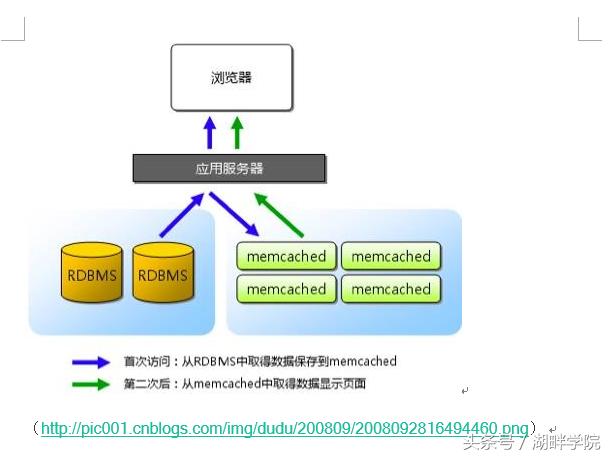 浏览器
应用服务器
RDBMS RDBMS
memcached memcached
memcached memcached
首次访问：从RDBMS中取得数据保存到memcached
第二次后：从memcached中取得数据显示页面
（http://pic001.cnblogs.com/img/dudu/200809/2008092816494460.png）
头条号 / 湖畔学院